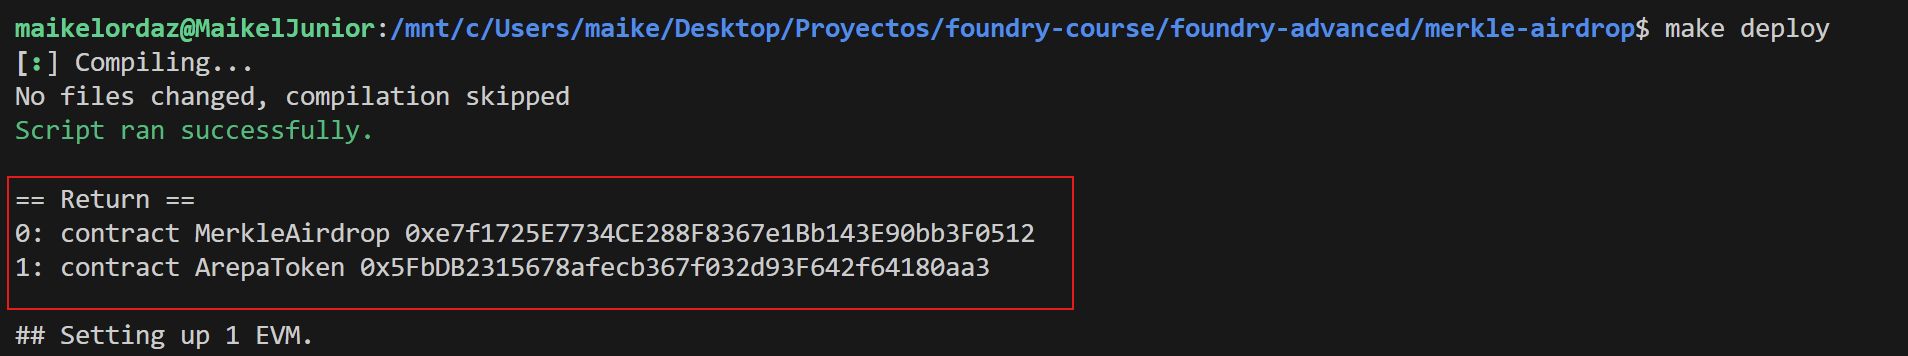 maikelordaz@MaikelJunior:/mnt/c/Users/maike/Desktop/Proyectos/foundry-course/foundry-advanced/merkle-airdrop$ make deploy
[⠃] Compiling...
No files changed, compilation skipped
Script ran successfully.
== Return ==
0: contract MerkleAirdrop 0xe7f1725E7734CE288F8367e1Bb143E90bb3F0512
1: contract ArepaToken 0x5FbDB2315678afecb367f032d93F642f64180aa3
## Setting up 1 EVM.